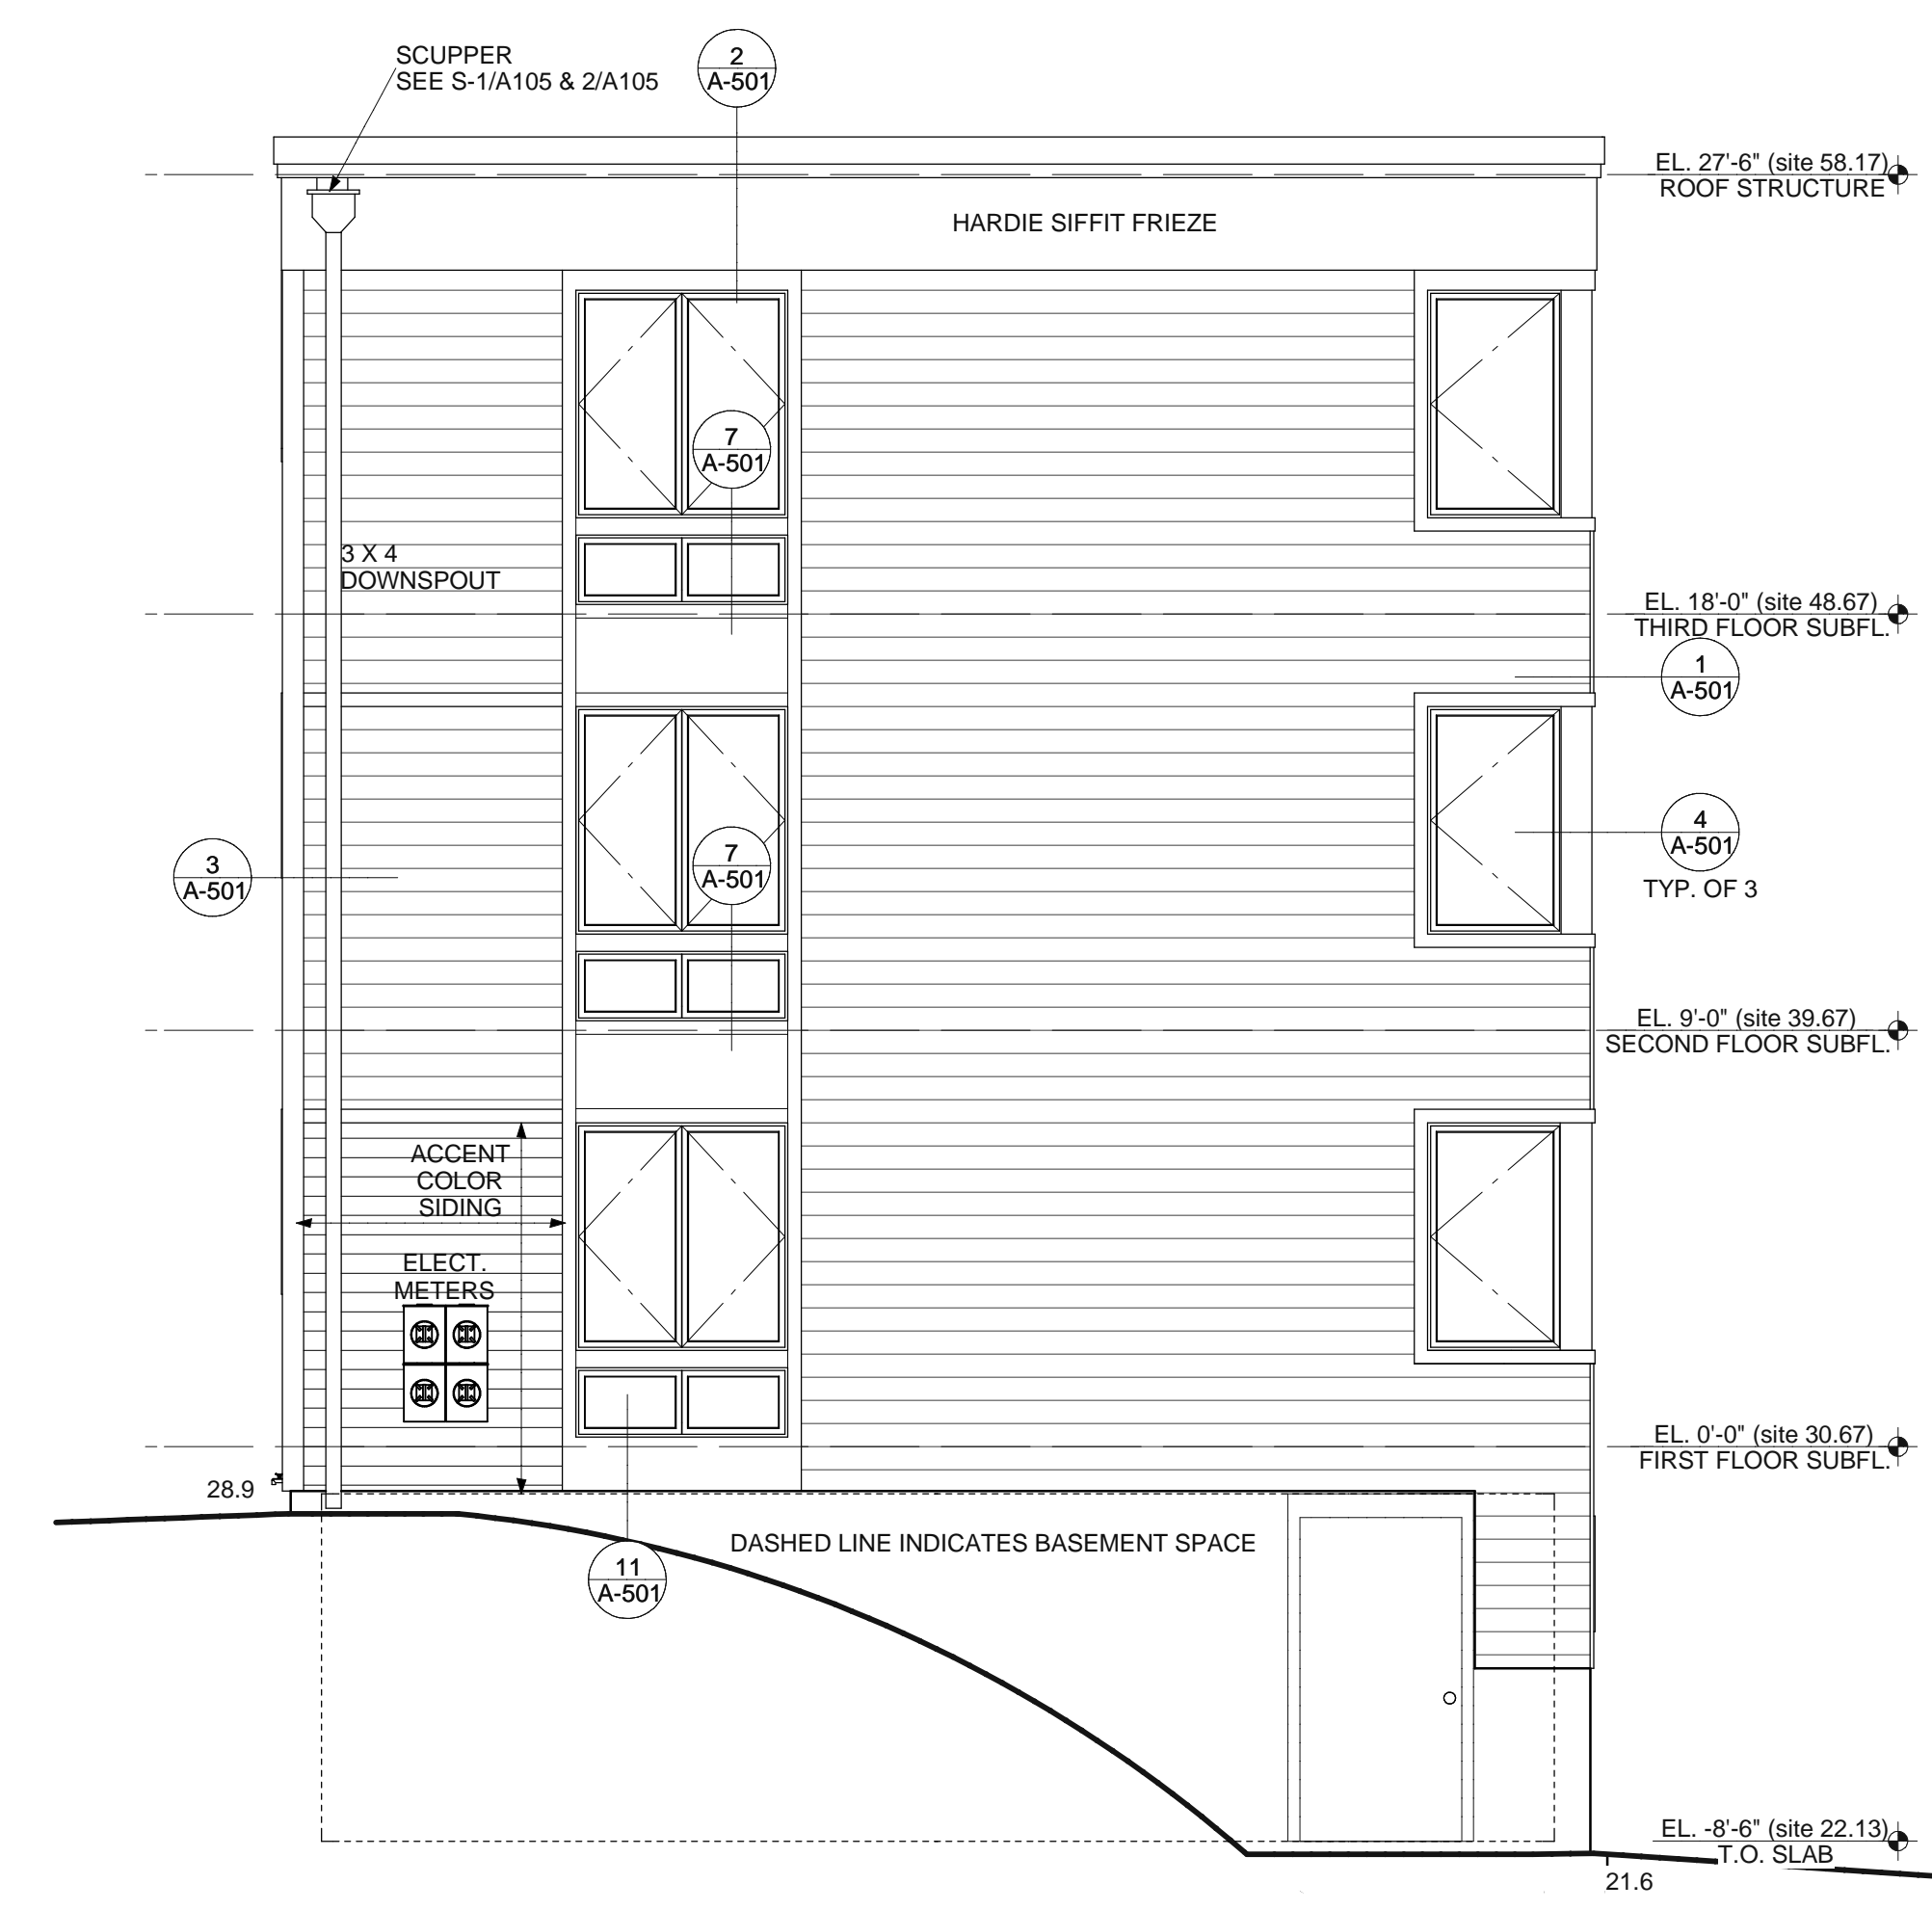 SCUPPER
SEE S-1/A105 & 2/A105
2
A-501
EL. 27'-6" (site 58.17)
ROOF STRUCTURE
HARDIE SIFFIT FRIEZE
7
A-501
3 X 4
DOWNSPOUT
EL. 18'-0" (site 48.67)
THIRD FLOOR SUBFL.
1
A-501
4
A-501
TYP. OF 3
3
A-501
7
A-501
EL. 9'-0" (site 39.67)
SECOND FLOOR SUBFL.
ACCENT
COLOR
SIDING
ELECT.
METERS
EL. 0'-0" (site 30.67)
FIRST FLOOR SUBFL.
28.9
DASHED LINE INDICATES BASEMENT SPACE
11
A-501
EL. -8'-6" (site 22.13)
T.O. SLAB
21.6